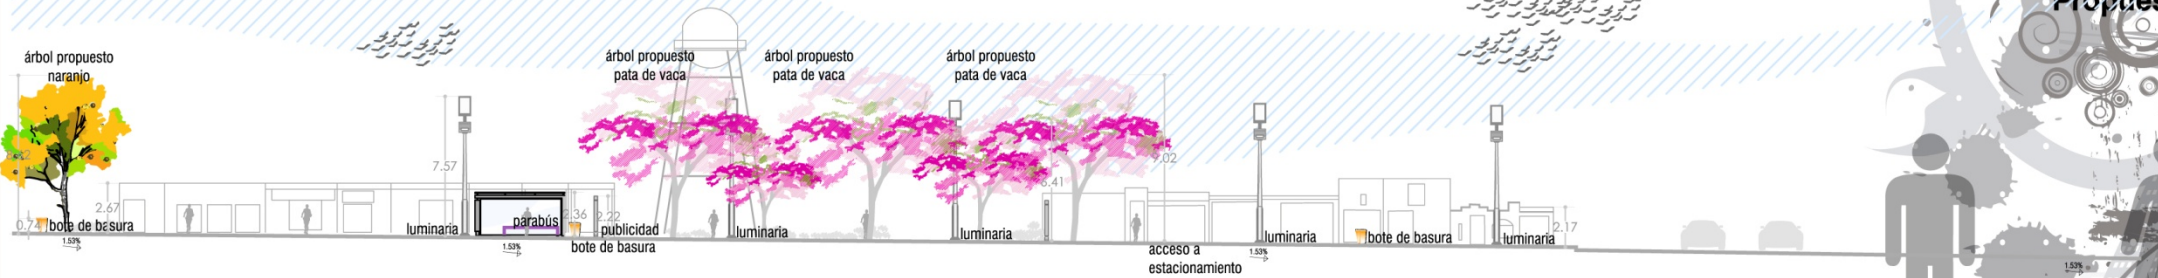 árbol propuesto
naranjo
árbol propuesto
pata de vaca
árbol propuesto
pata de vaca
árbol propuesto
pata de vaca
7.57
9.02
6.41
2.67
0.74
bote de basura
1.53%
luminaria
parabús
1.53%
2.36
2.22
publicidad
bote de basura
luminaria
luminaria
acceso a
estacionamiento
1.53%
luminaria
bote de basura
luminaria
2.17
1.53%